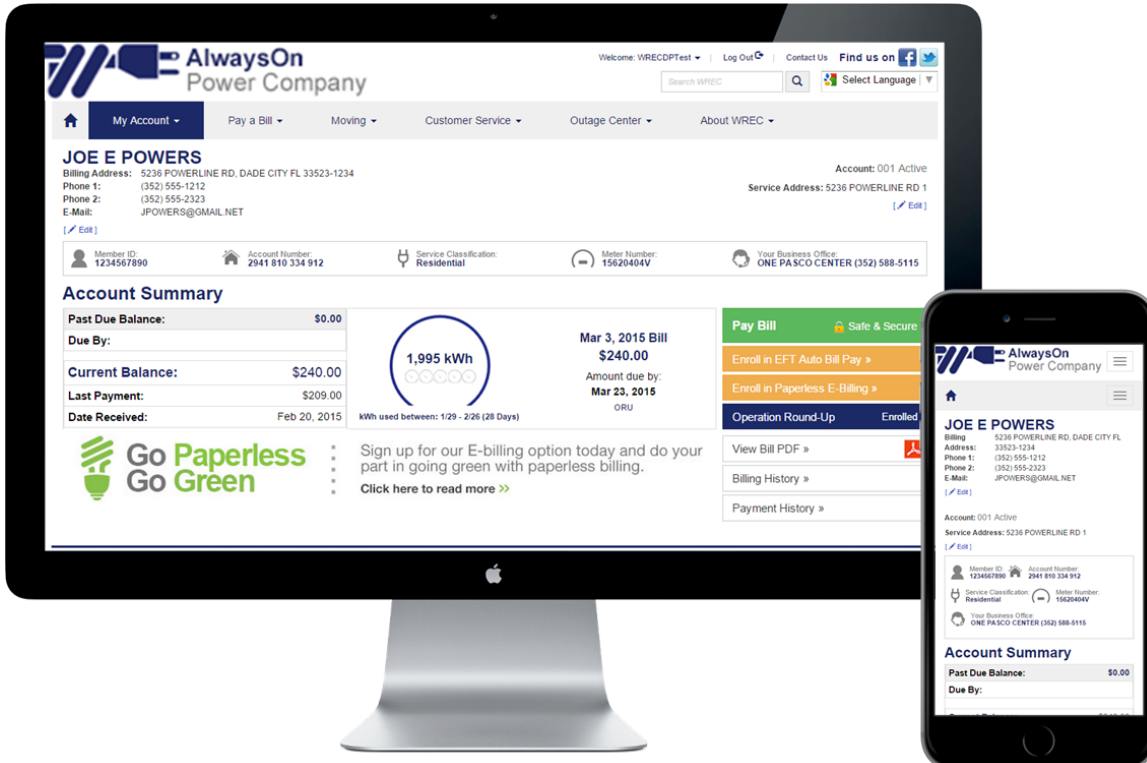 AlwaysOn
Power Company
Welcome: WRECDPTest
Log Out
Contact Us
Find us on
Search WREC
Select Language
My Account
Pay a Bill
Moving
Customer Service
Outage Center
About WREC
JOE E POWERS
Billing Address: 5236 POWERLINE RD, DADE CITY FL 33523-1234
Phone 1: (352) 555-1212
Phone 2: (352) 555-2323
E-Mail: JPOWERS@GMAIL.NET
[ Edit ]
Account: 001 Active
Service Address: 5236 POWERLINE RD 1
[ Edit ]
Member ID:
1234567890
Account Number:
2941 810 334 912
Service Classification:
Residential
Meter Number:
15620404V
Your Business Office:
ONE PASCO CENTER (352) 588-5115
Account Summary
Past Due Balance: $0.00
Due By:
Current Balance: $240.00
Last Payment: $209.00
Date Received: Feb 20, 2015
1,995 kWh
kWh used between: 1/29 - 2/26 (28 Days)
Mar 3, 2015 Bill
$240.00
Amount due by:
Mar 23, 2015
ORU
Pay Bill
Safe & Secure
Enroll in EFT Auto Bill Pay »
Enroll in Paperless E-Billing »
Operation Round-Up Enrolled
View Bill PDF »
Billing History »
Payment History »
Go Paperless
Go Green
Sign up for our E-billing option today and do your
part in going green with paperless billing.
Click here to read more >>
AlwaysOn
Power Company
JOE E POWERS
Billing 5236 POWERLINE RD, DADE CITY FL
Address: 33523-1234
Phone 1: (352) 555-1212
Phone 2: (352) 555-2323
E-Mail: JPOWERS@GMAIL.NET
[ Edit ]
Account: 001 Active
Service Address: 5236 POWERLINE RD 1
[ Edit ]
Member ID:
1234567890
Account Number:
2941 810 334 912
Service Classification:
Residential
Meter Number:
15620404V
Your Business Office:
ONE PASCO CENTER (352) 588-5115
Account Summary
Past Due Balance: $0.00
Due By: